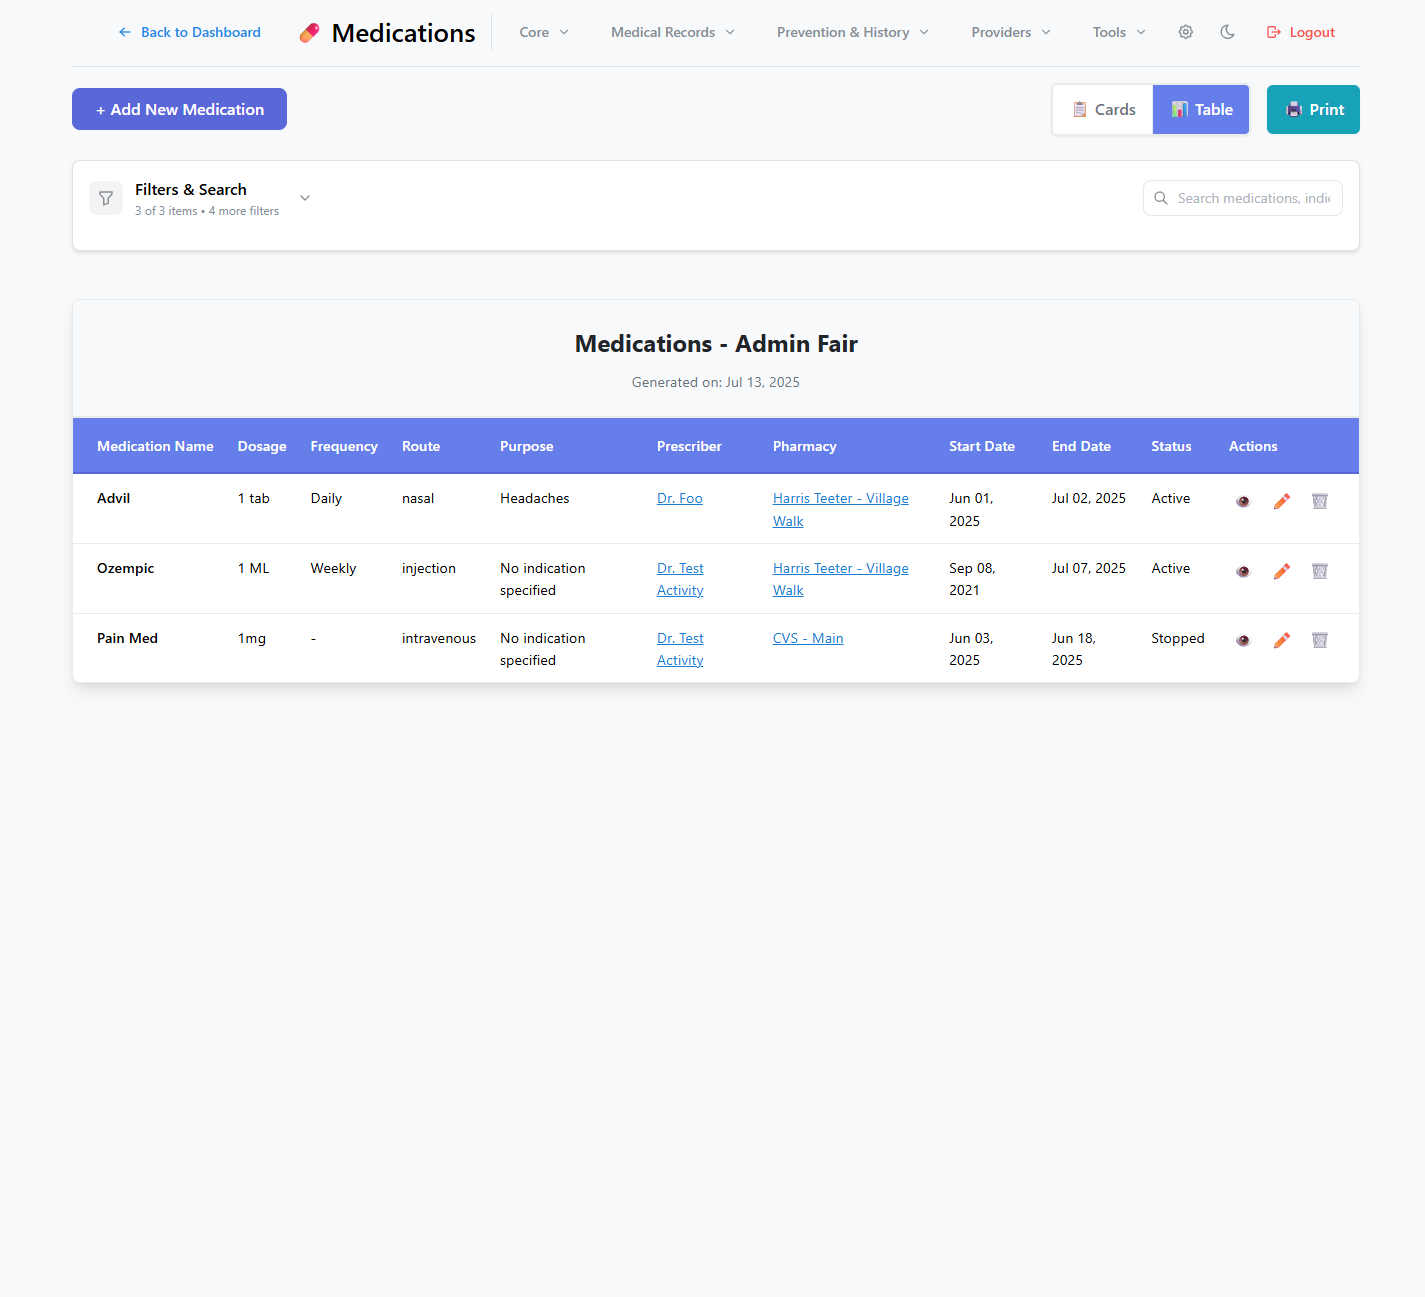 Back to Dashboard
Medications
Core
Medical Records
Prevention & History
Providers
Tools
Logout
+ Add New Medication
Cards
Table
Print
Filters & Search
3 of 3 items • 4 more filters
Search medications, indi
Medications - Admin Fair
Generated on: Jul 13, 2025
Medication Name Dosage Frequency Route Purpose Prescriber Pharmacy Start Date End Date Status Actions
Advil 1 tab Daily nasal Headaches Dr. Foo Harris Teeter - Village Jun 01, Jul 02, 2025 Active
Walk 2025
Ozempic 1 ML Weekly injection No indication Dr. Test Harris Teeter - Village Sep 08, Jul 07, 2025 Active
specified Activity Walk 2021
Pain Med 1mg - intravenous No indication Dr. Test CVS - Main Jun 03, Jun 18, Stopped
specified Activity 2025 2025